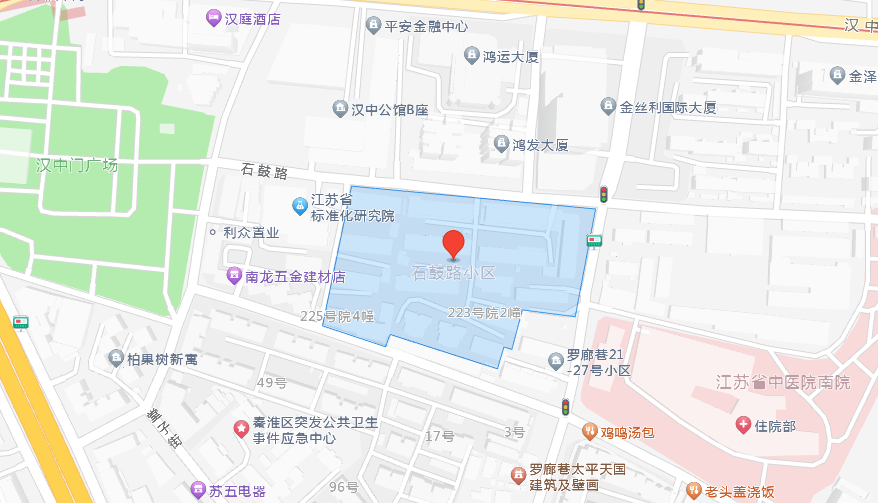 汉庭酒店
平安金融中心
汉中
鸿运大厦
金泽
汉中公馆B座
金丝利国际大厦
鸿发大厦
汉中门广场
石鼓路
江苏省
标准化研究院
利众置业
南龙五金建材店
石鼓路小区
225号院4幢
223号院2幢
柏果树新寓
罗廊巷21
-27号小区
49号
江苏省中医院南院
堂子街
秦淮区突发公共卫生
事件应急中心
17号
3号
鸡鸣汤包
住院部
罗廊巷太平天国
建筑及壁画
96号
苏五电器
老头盖浇饭